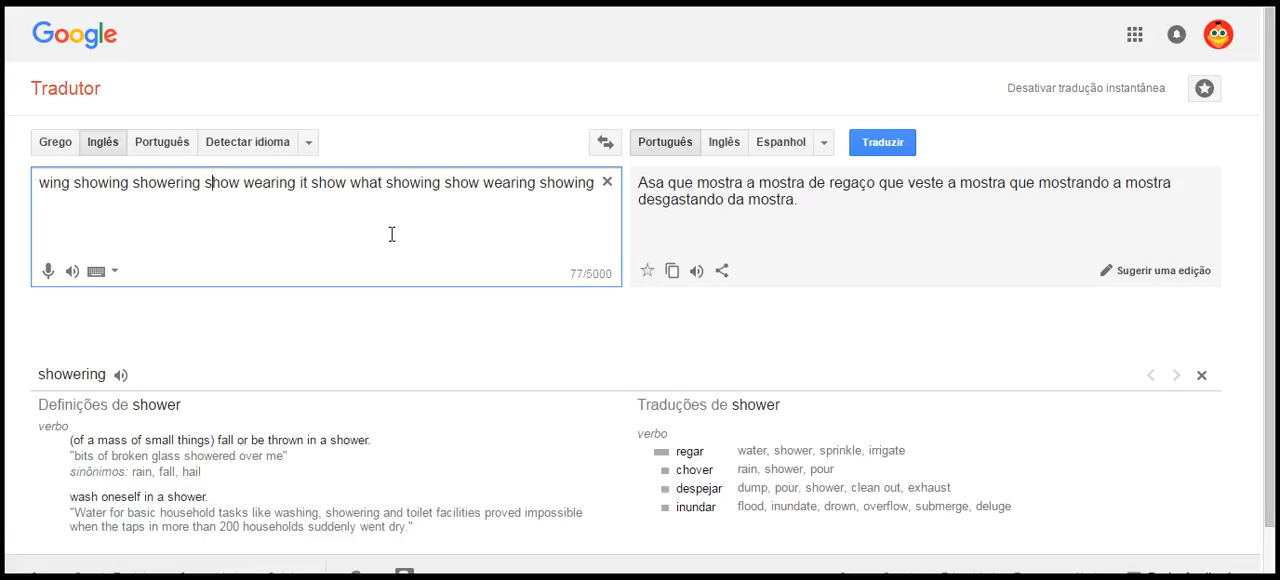 Google
Tradutor
Desativar tradução instantânea
Grego Inglês Português Detectar idioma
Português Inglês Espanhol Traduzir
wing showing showering show wearing it show what showing show wearing showing
Asa que mostra a mostra de regaço que veste a mostra que mostrando a mostra
desgastando da mostra.
77/5000
Sugerir uma edição
showering
Definições de shower
verbo
(of a mass of small things) fall or be thrown in a shower.
"bits of broken glass showered over me"
sinônimos: rain, fall, hail
wash oneself in a shower.
"Water for basic household tasks like washing, showering and toilet facilities proved impossible
when the taps in more than 200 households suddenly went dry."
Traduções de shower
verbo
regar water, shower, sprinkle, irrigate
chover rain, shower, pour
despejar dump, pour, shower, clean out, exhaust
inundar flood, inundate, drown, overflow, submerge, deluge